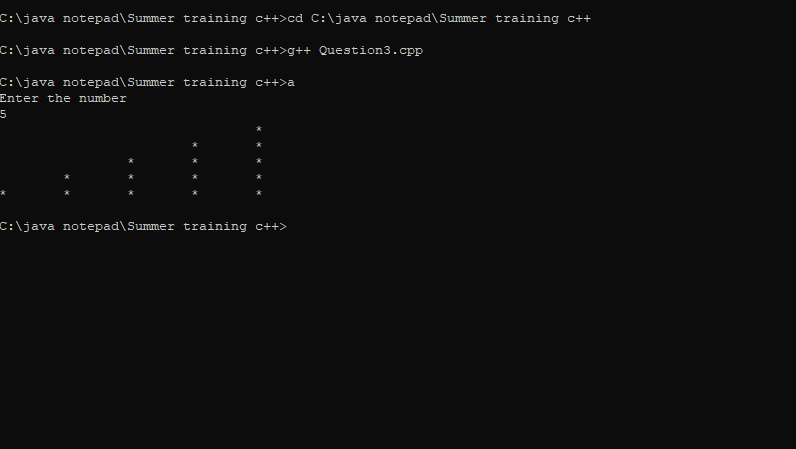 C:\java notepad\Summer training c++>cd C:\java notepad\Summer training c++
C:\java notepad\Summer training c++>g++ Question3.cpp
C:\java notepad\Summer training c++>a
Enter the number
5
                                *
                        *       *
                *       *       *
        *       *       *       *
*       *       *       *       *
C:\java notepad\Summer training c++>